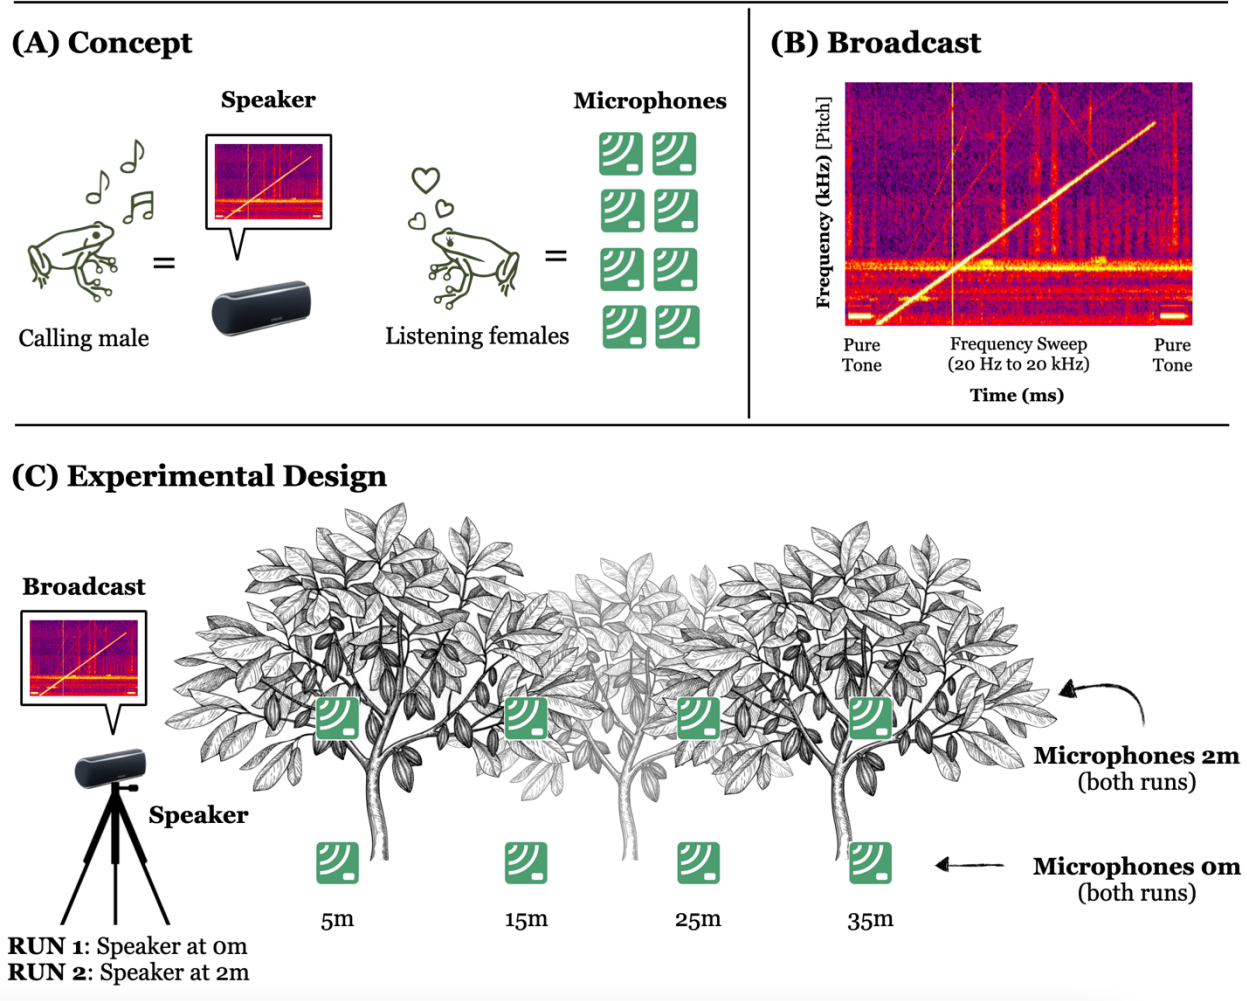 (A) Concept
Speaker
Microphones
=
=
Calling male
Listening females
(B) Broadcast
Frequency (kHz) [Pitch]
Pure
Tone
Frequency Sweep
(20 Hz to 20 kHz)
Pure
Tone
Time (ms)
(C) Experimental Design
Broadcast
Speaker
Microphones 2m
(both runs)
Microphones 0m
(both runs)
5m
15m
25m
35m
RUN 1: Speaker at 0m
RUN 2: Speaker at 2m